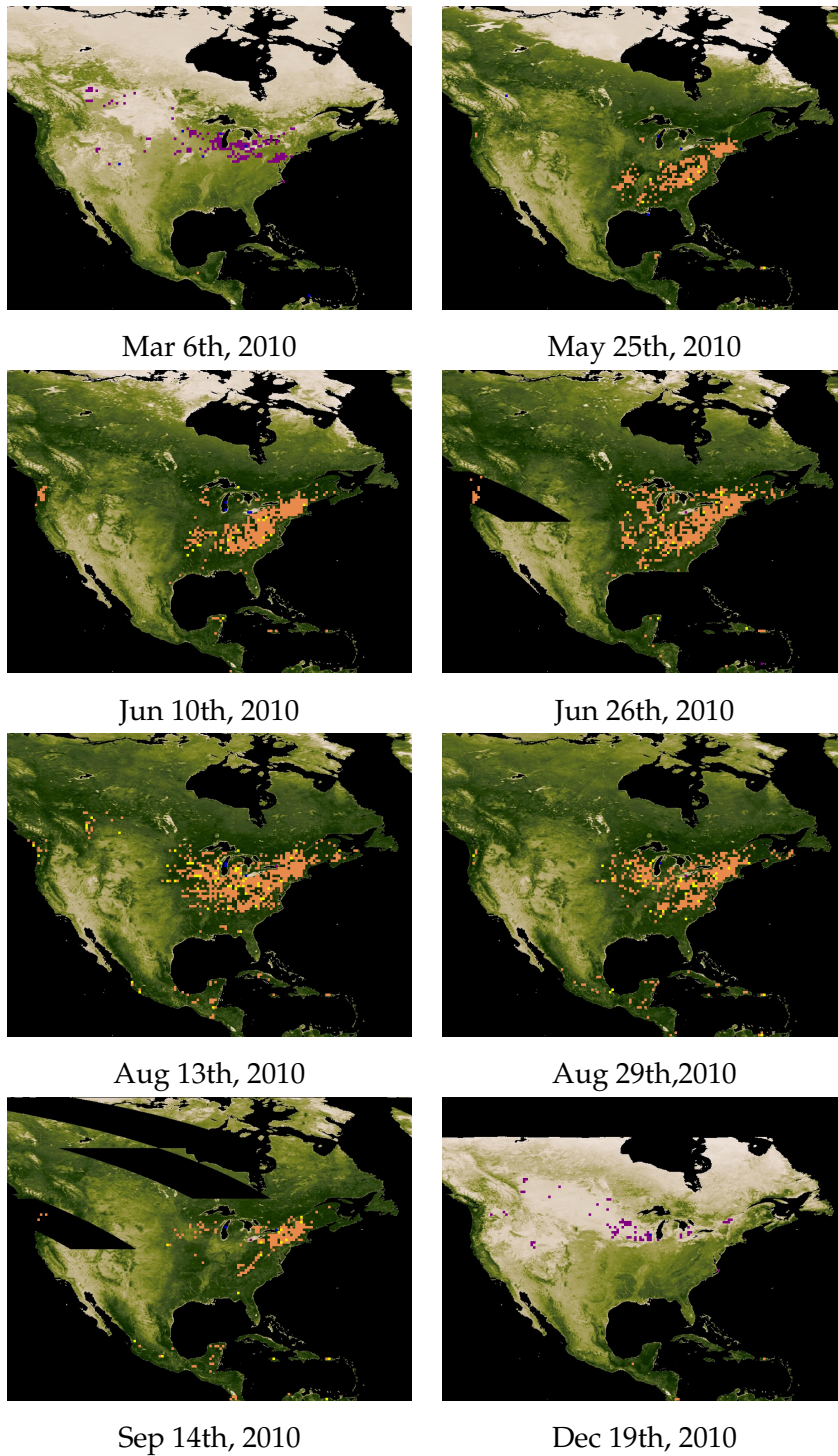 Mar 6th, 2010
May 25th, 2010
Jun 10th, 2010
Jun 26th, 2010
Aug 13th, 2010
Aug 29th,2010
Sep 14th, 2010
Dec 19th, 2010